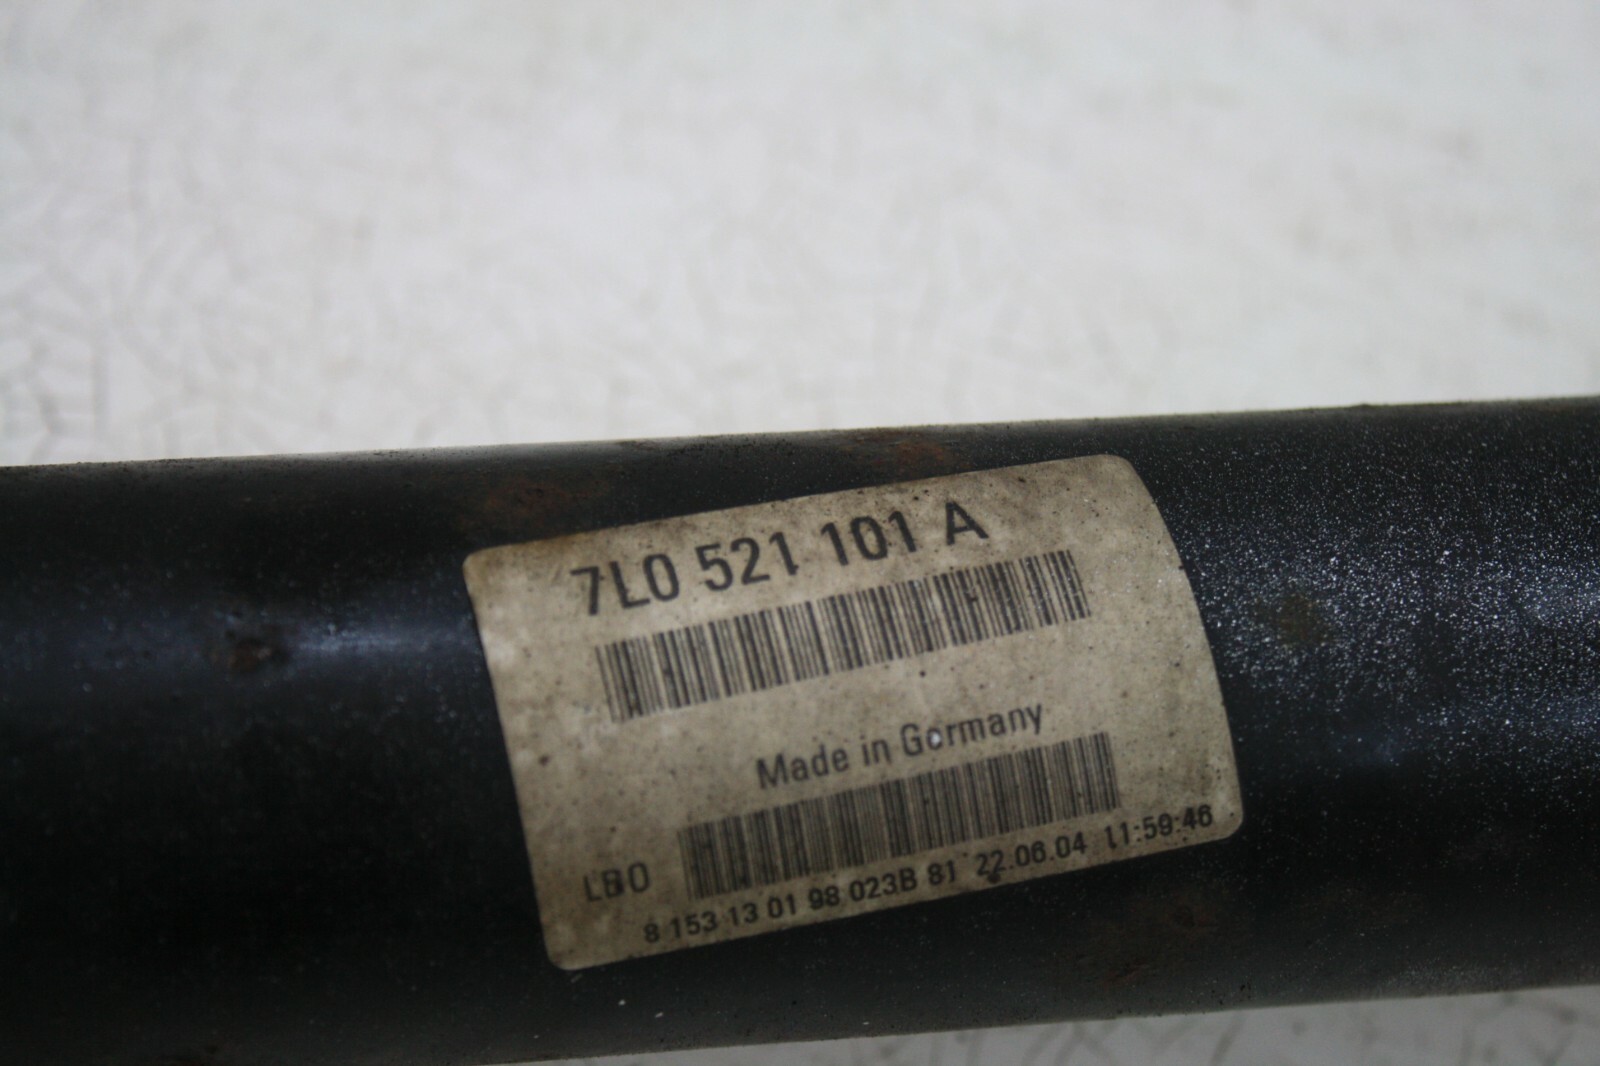 7L0 521 101 A
Made in Germany
LBO
8 153 13 01 98 023B 81 22.06.04 11:59:46